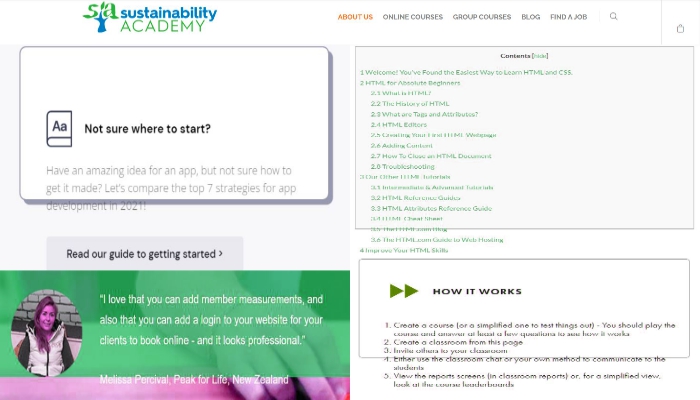 sustainability
ACADEMY
ABOUT US ONLINE COURSES GROUP COURSES BLOG FIND A JOB
Aa
Not sure where to start?
Have an amazing idea for an app, but not sure how to
get it made? Let's compare the top 7 strategies for app
development in 2021!
Read our guide to getting started >
"I love that you can add member measurements, and
also that you can add a login to your website for your
clients to book online - and it looks professional."
Melissa Percival, Peak for Life, New Zealand
Contents [hide]
1 Welcome! You've Found the Easiest Way to Learn HTML and CSS.
2 HTML for Absolute Beginners
2.1 What is HTML?
2.2 The History of HTML
2.3 What are Tags and Attributes?
2.4 HTML Editors
2.5 Creating Your First HTML Webpage
2.6 Adding Content
2.7 How To Close an HTML Document
2.8 Troubleshooting
3 Our Other HTML Tutorials
3.1 Intermediate & Advanced Tutorials
3.2 HTML Reference Guides
3.3 HTML Attributes Reference Guide
3.4 HTML Cheat Sheet
3.5 The HTML.com Blog
3.6 The HTML.com Guide to Web Hosting
4 Improve Your HTML Skills
HOW IT WORKS
1. Create a course (or a simplified one to test things out) - You should play the
course and answer at least a few questions to see how it works
2. Create a classroom from this page
3. Invite others to your classroom
4. Either use the classroom chat or your own method to communicate to the
students
5. View the reports screens (in classroom reports) or, for a simplified view,
look at the course leaderboards